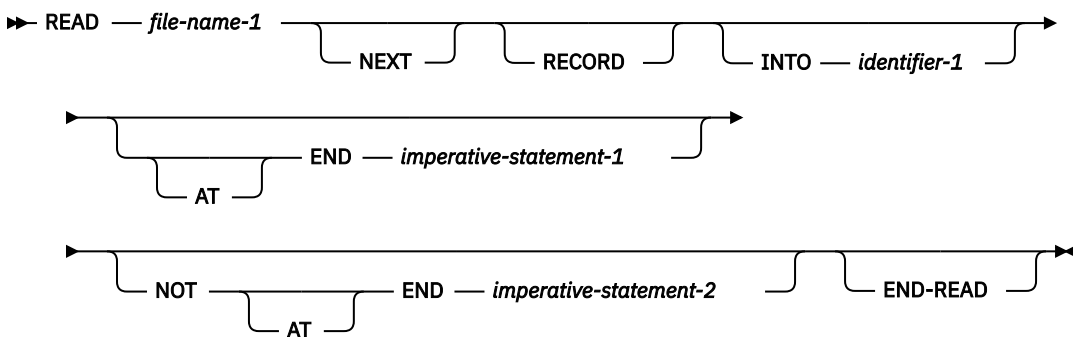 READ file-name-1
NEXT RECORD INTO identifier-1
END imperative-statement-1
AT
NOT END imperative-statement-2 END-READ
AT